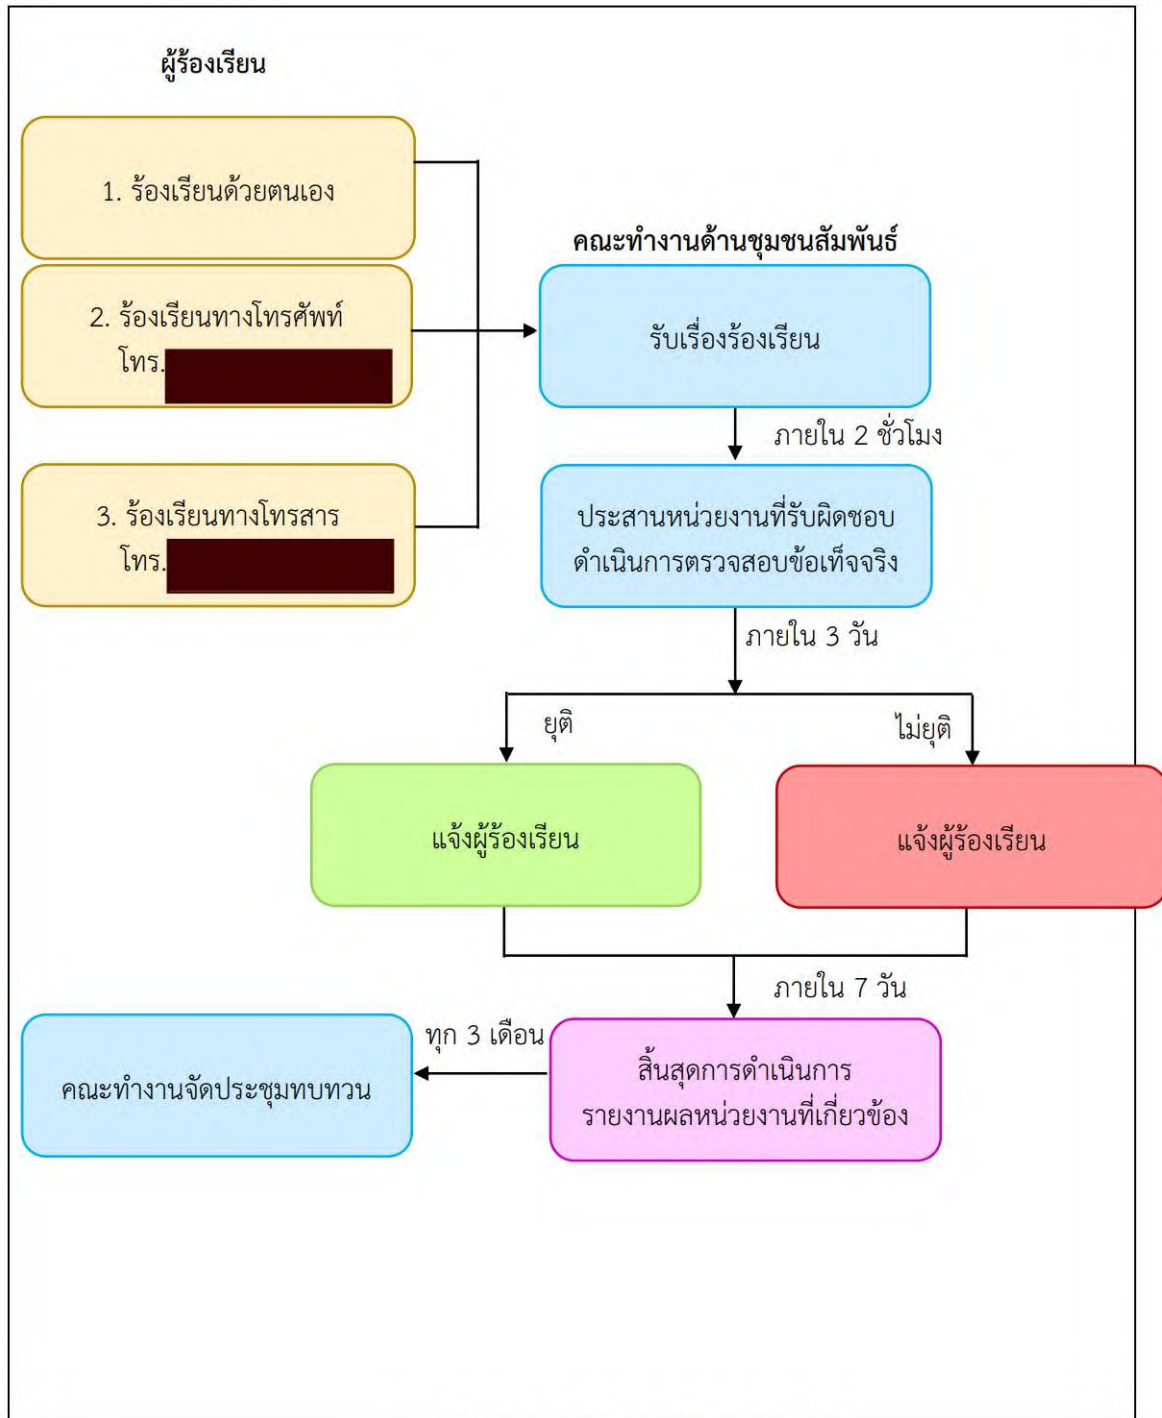 ผู้ร้องเรียน
1. ร้องเรียนด้วยตนเอง
2. ร้องเรียนทางโทรศัพท์
โทร.
3. ร้องเรียนทางโทรสาร
โทร.
คณะทำงานด้านชุมชนสัมพันธ์
รับเรื่องร้องเรียน
ภายใน 2 ชั่วโมง
ประสานหน่วยงานที่รับผิดชอบ
ดำเนินการตรวจสอบข้อเท็จจริง
ภายใน 3 วัน
ยุติ
ไม่ยุติ
แจ้งผู้ร้องเรียน
แจ้งผู้ร้องเรียน
ภายใน 7 วัน
สิ้นสุดการดำเนินการ
รายงานผลหน่วยงานที่เกี่ยวข้อง
ทุก 3 เดือน
คณะทำงานจัดประชุมทบทวน